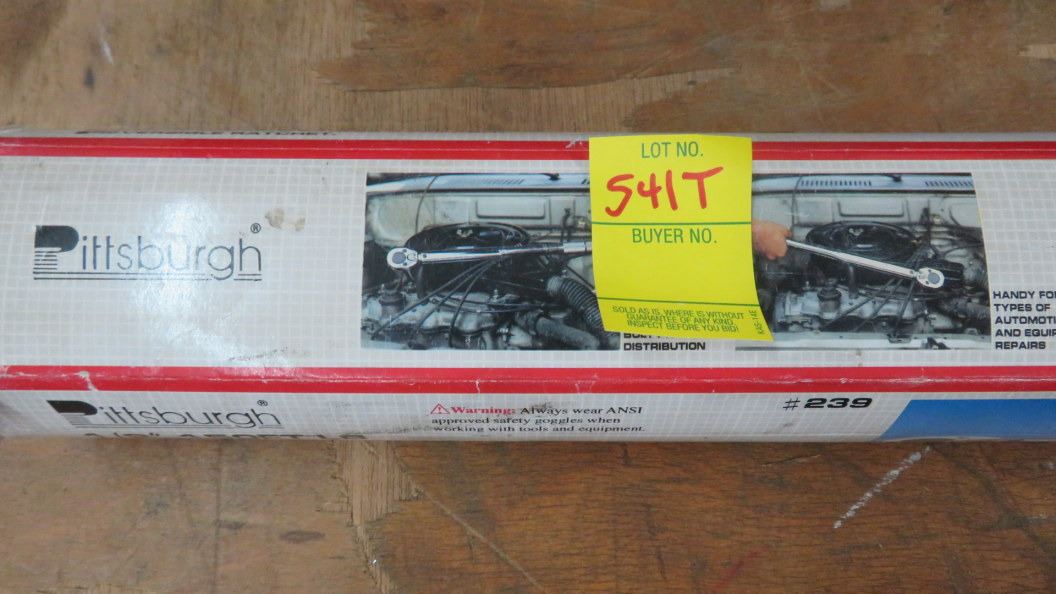 LOT NO.
541T
BUYER NO.
SOLD AS IS, WHERE IS WITHOUT
GUARANTEE OF ANY KIND
INSPECT BEFORE YOU BID!
Pittsburgh®
DISTRIBUTION
HANDY
TYPES OF
AUTOMOTI
AND EQUI
REPAIRS
Pittsburgh®
Warning: Always wear ANSI
approved safety goggles when
working with tools and equipment.
#239